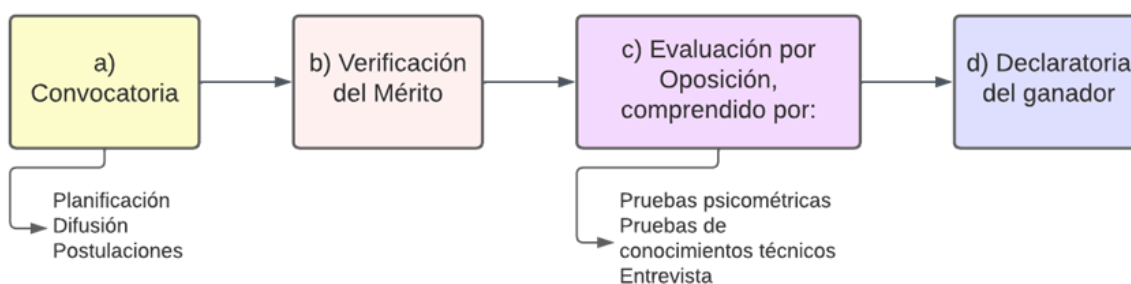 a)
Convocatoria
b) Verificación
del Mérito
c) Evaluación por
Oposición,
comprendido por:
d) Declaratoria
del ganador
Planificación
Difusión
Postulaciones
Pruebas psicométricas
Pruebas de
conocimientos técnicos
Entrevista